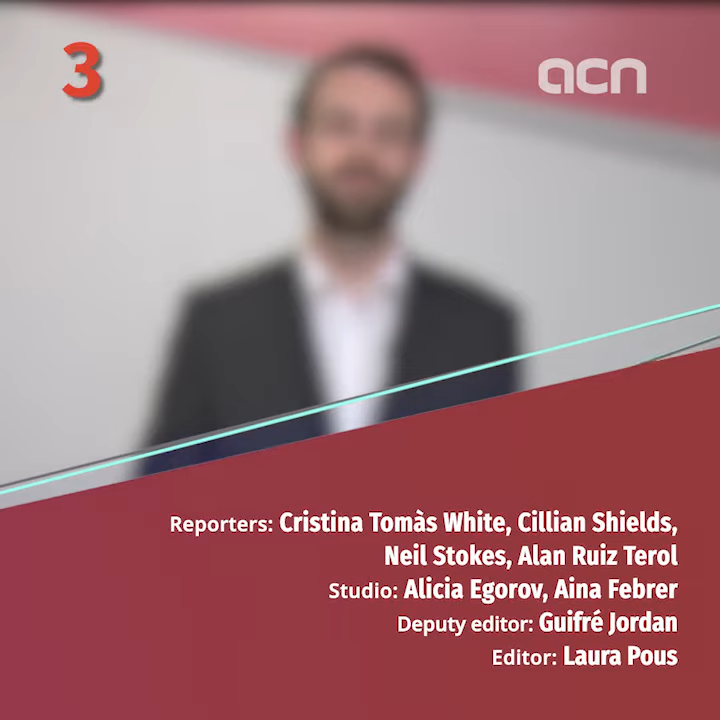 3
acn
Reporters: Cristina Tomàs White, Cillian Shields,
Neil Stokes, Alan Ruiz Terol
Studio: Alicia Egorov, Aina Febrer
Deputy editor: Guifré Jordan
Editor: Laura Pous